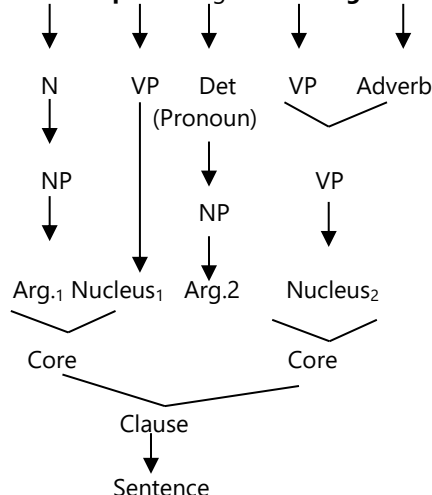 N VP Det VP Adverb
(Pronoun)
NP VP
NP
Arg.₁ Nucleus₁ Arg.2 Nucleus₂
Core Core
Clause
Sentence